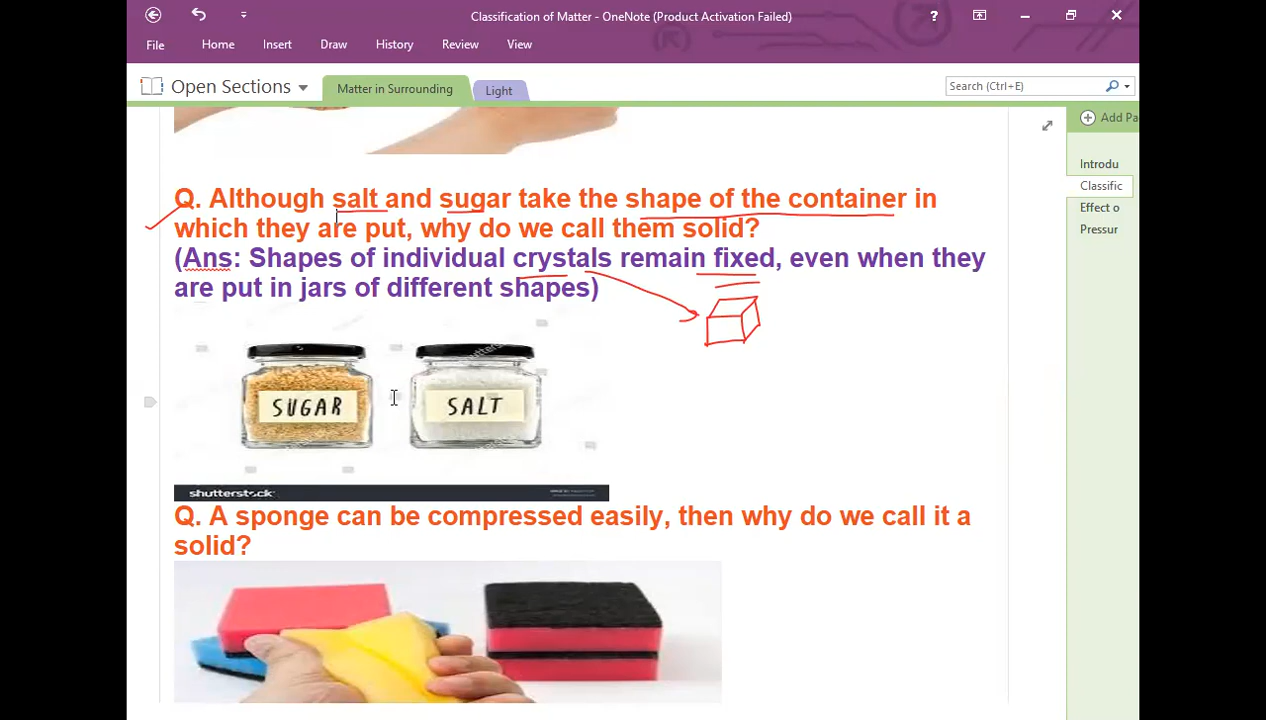 Classification of Matter - OneNote (Product Activation Failed)
?
File Home Insert Draw History Review View
Open Sections Matter in Surrounding Light Search (Ctrl+E)
Add Pa
Introdu
Classific
Effect o
Pressur
Q. Although salt and sugar take the shape of the container in
which they are put, why do we call them solid?
(Ans: Shapes of individual crystals remain fixed, even when they
are put in jars of different shapes)
SUGAR SALT
shutterstock
Q. A sponge can be compressed easily, then why do we call it a
solid?